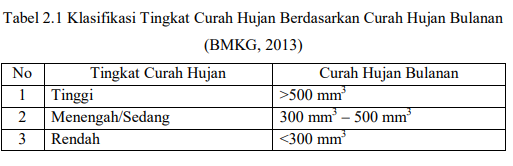 Tabel 2.1 Klasifikasi Tingkat Curah Hujan Berdasarkan Curah Hujan Bulanan
(BMKG, 2013)
No Tingkat Curah Hujan Curah Hujan Bulanan
1 Tinggi >500 mm³
2 Menengah/Sedang 300 mm³ – 500 mm³
3 Rendah <300 mm³